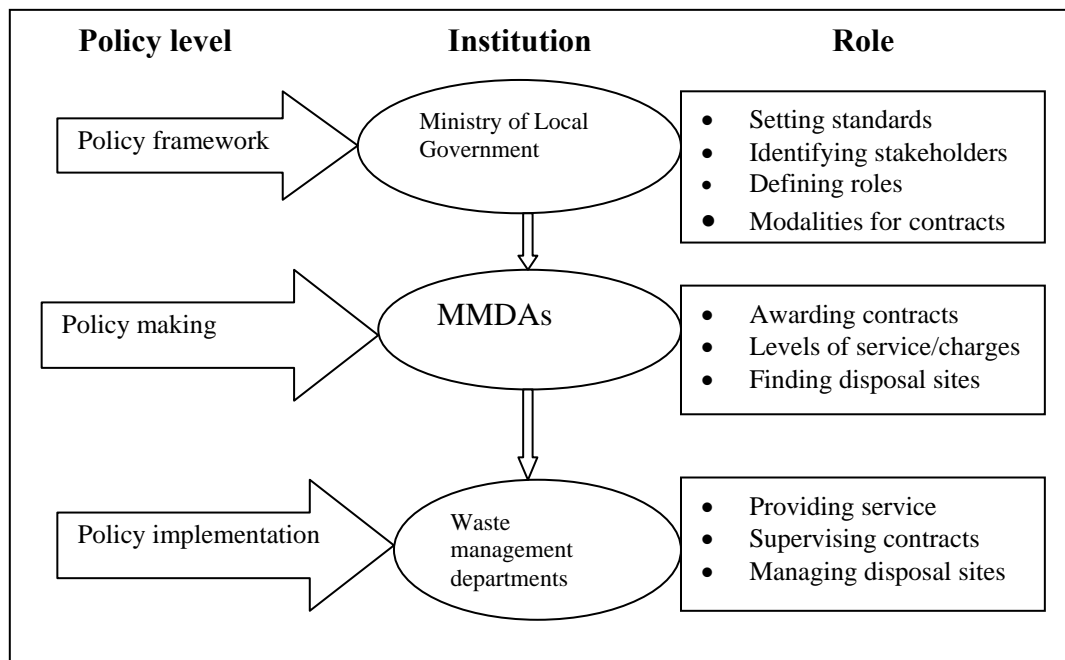 Policy level
Institution
Role
Policy framework
Ministry of Local
Government
• Setting standards
• Identifying stakeholders
• Defining roles
• Modalities for contracts
Policy making
MMDAs
• Awarding contracts
• Levels of service/charges
• Finding disposal sites
Policy implementation
Waste
management
departments
• Providing service
• Supervising contracts
• Managing disposal sites